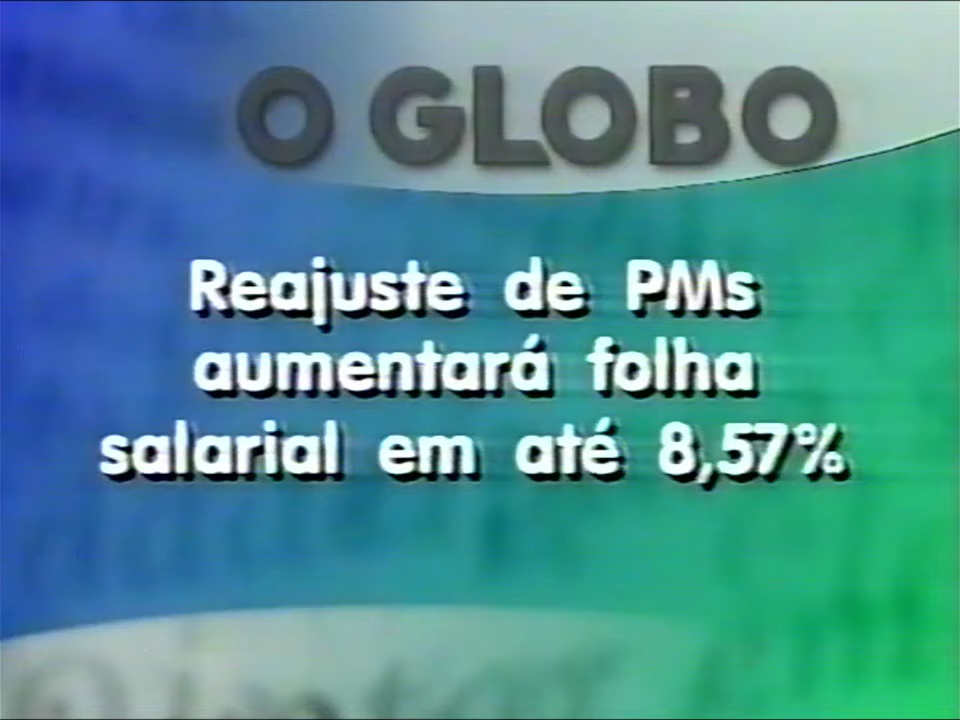 O GLOBO
Reajuste de PMs
aumentará folha
salarial em até 8,57%